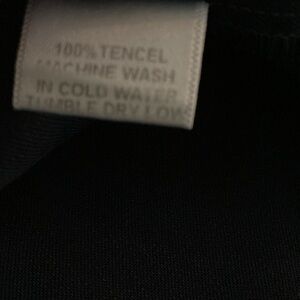 100% TENCEL
MACHINE WASH
IN COLD WATER
TUMBLE DRY LOW